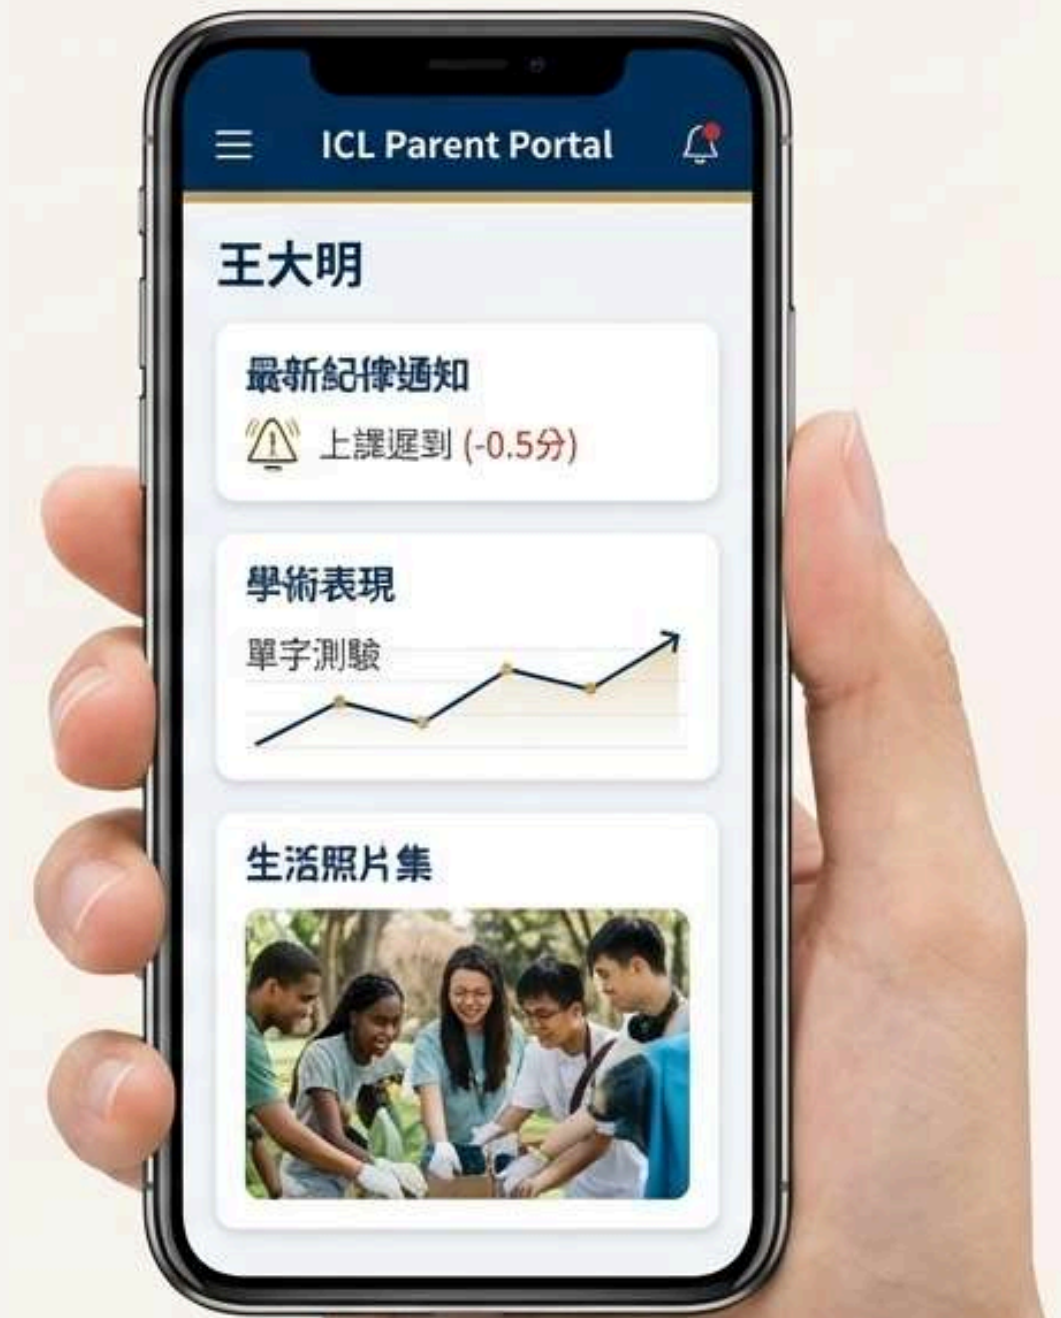 ICL Parent Portal
王大明
最新紀律通知
上課遲到 (-0.5分)
學術表現
單字測驗
生活照片集